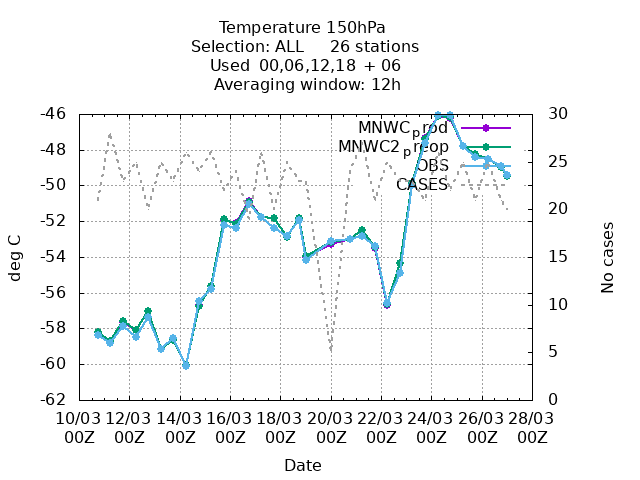 Temperature 150hPa
Selection: ALL 26 stations
Used 00,06,12,18 + 06
Averaging window: 12h
-46
-48
-50
-52
-54
-56
-58
-60
-62
30
25
20
15
10
5
0
MNWC_prod
MNWC2_preop
OBS
CASES
deg C
No cases
10/03 12/03 14/03 16/03 18/03 20/03 22/03 24/03 26/03 28/03
00Z 00Z 00Z 00Z 00Z 00Z 00Z 00Z 00Z 00Z
Date